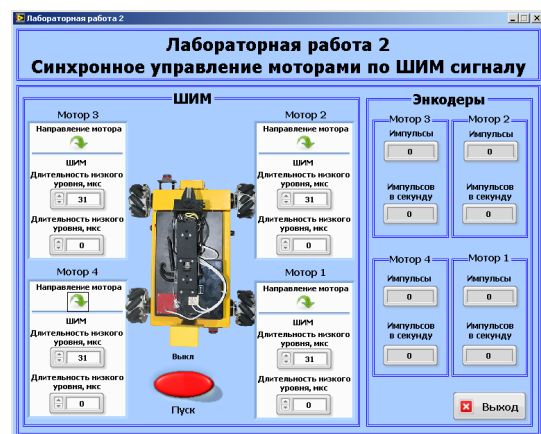 Лабораторная работа 2
Лабораторная работа 2
Синхронное управление моторами по ШИМ сигналу
ШИМ
Мотор 3
Направление мотора
ШИМ
Длительность низкого
уровня, мкс
31
Длительность низкого
уровня, мкс
0
Мотор 2
Направление мотора
ШИМ
Длительность низкого
уровня, мкс
31
Длительность низкого
уровня, мкс
0
Мотор 4
Направление мотора
ШИМ
Длительность низкого
уровня, мкс
31
Длительность низкого
уровня, мкс
0
Мотор 1
Направление мотора
ШИМ
Длительность низкого
уровня, мкс
31
Длительность низкого
уровня, мкс
0
Выкл
Пуск
Энкодеры
Мотор 3
Импульсы
0
Импульсов
в секунду
0
Мотор 2
Импульсы
0
Импульсов
в секунду
0
Мотор 4
Импульсы
0
Импульсов
в секунду
0
Мотор 1
Импульсы
0
Импульсов
в секунду
0
Выход